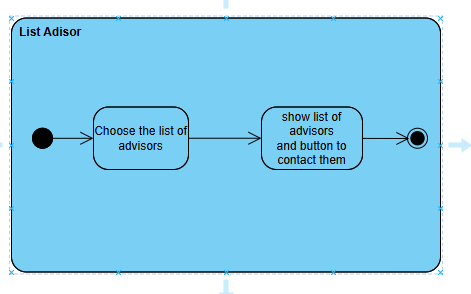 List Adisor
Choose the list of
advisors
show list of
advisors
and button to
contact them